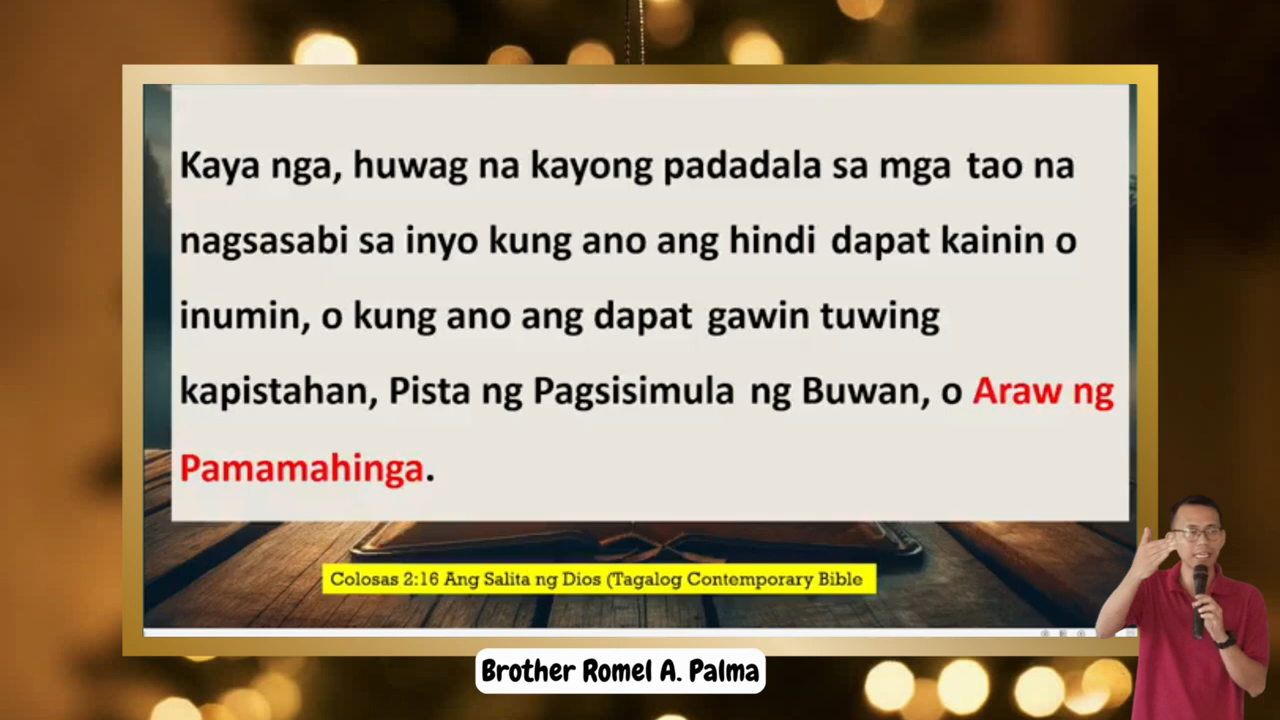 Kaya nga, huwag na kayong padadala sa mga tao na
nagsasabi sa inyo kung ano ang hindi dapat kainin o
inumin, o kung ano ang dapat gawin tuwing
kapistahan, Pista ng Pagsisimula ng Buwan, o Araw ng
Pamamahinga.
Colosas 2:16 Ang Salita ng Dios (Tagalog Contemporary Bible
Brother Romel A. Palma